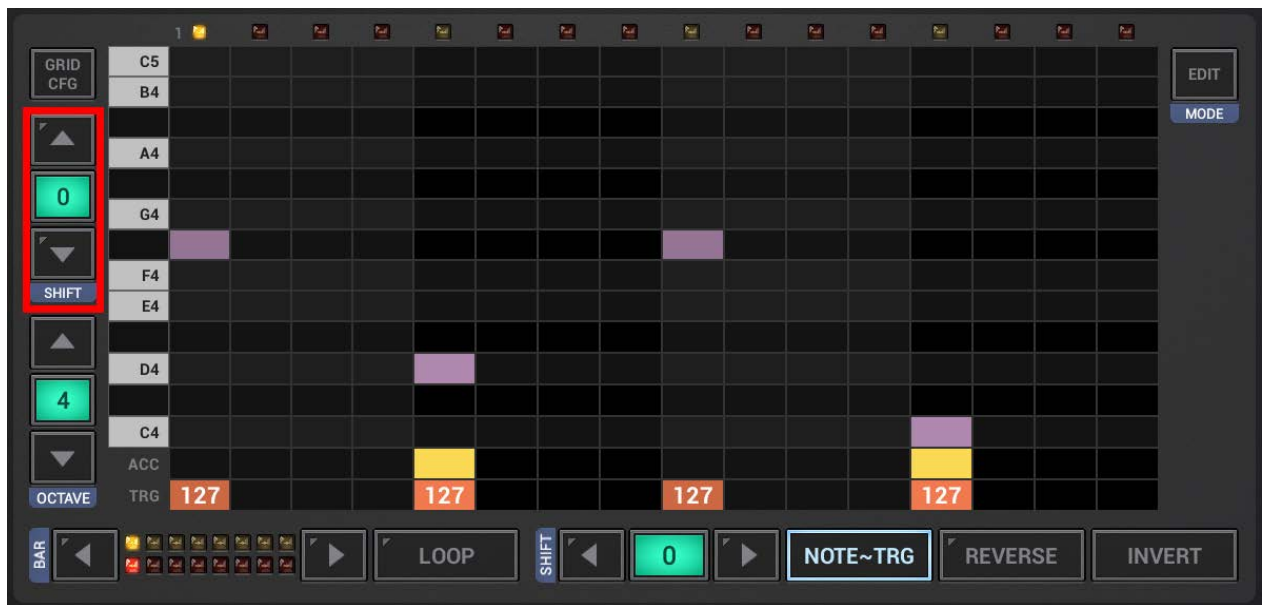 1
GRID
CFG
C5
EDIT
B4
MODE
A4
0
G4
F4
SHIFT
E4
D4
4
C4
ACC
OCTAVE
TRG 127 127 127 127
BAR
LOOP
SHIFT
0
NOTE~TRG
REVERSE
INVERT